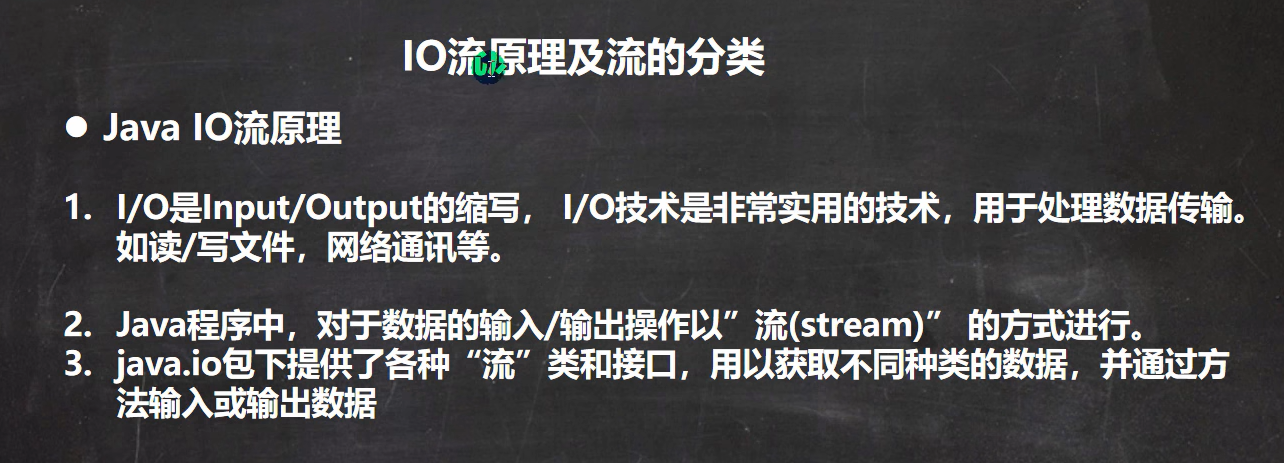 IO流原理及流的分类
● Java IO流原理
1. I/O是Input/Output的缩写， I/O技术是非常实用的技术，用于处理数据传输。
如读/写文件，网络通讯等。
2. Java程序中，对于数据的输入/输出操作以”流(stream)” 的方式进行。
3. java.io包下提供了各种“流”类和接口，用以获取不同种类的数据，并通过方
法输入或输出数据